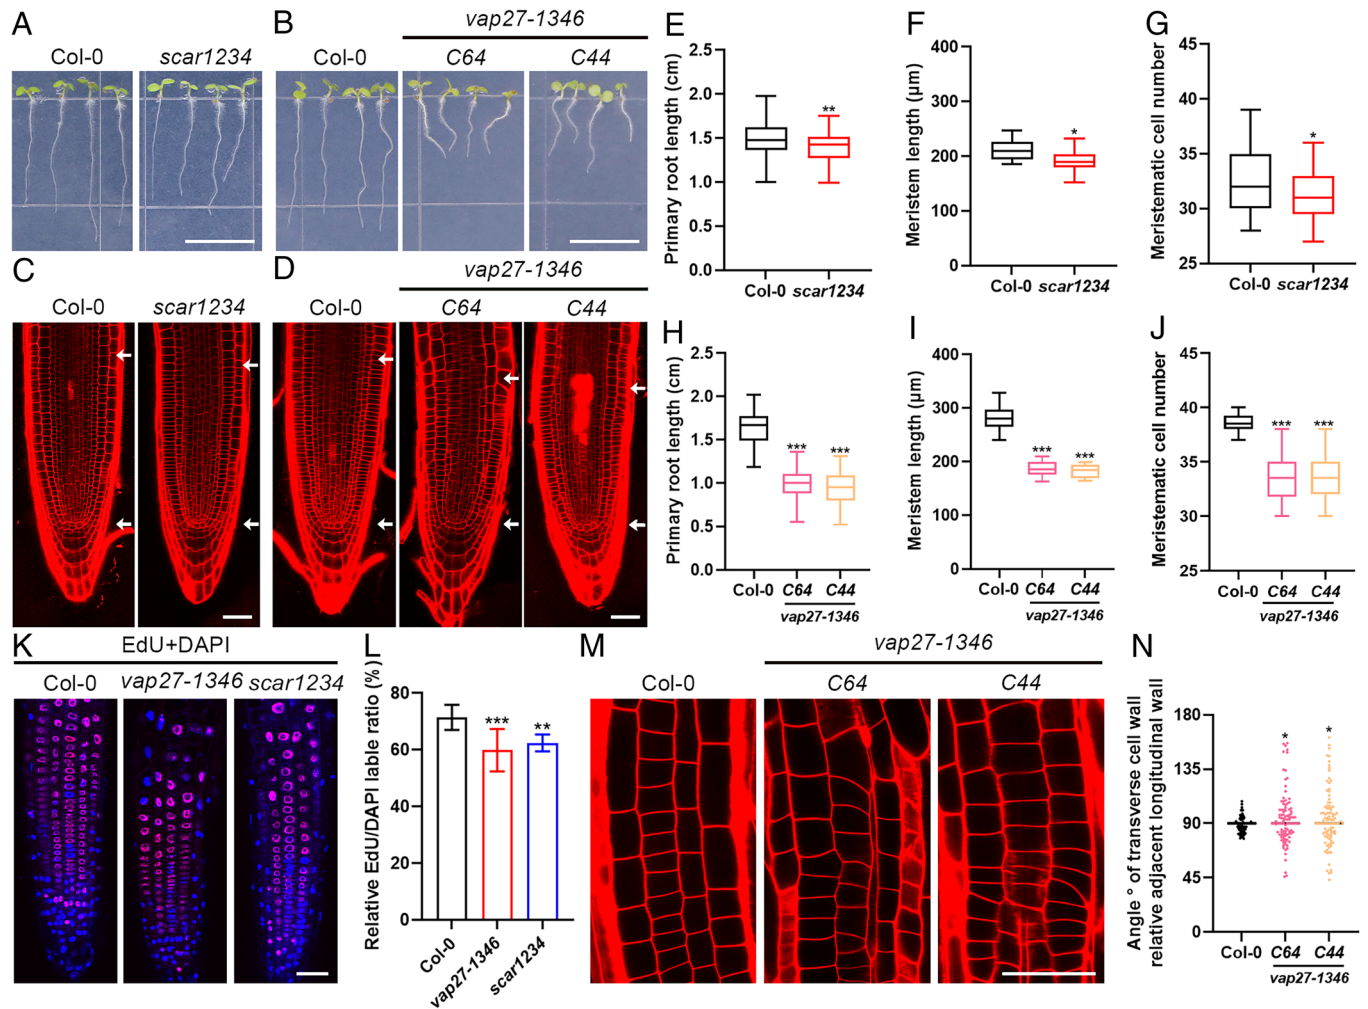 A
Col-0
scar1234
B
vap27-1346
Col-0
C64
C44
C
Col-0
scar1234
D
vap27-1346
Col-0
C64
C44
E
Primary root length (cm)
2.5
2.0
1.5
1.0
0.5
0.0
**
Col-0 scar1234
F
Meristem length (μm)
400
300
200
100
0
*
Col-0 scar1234
G
Meristematic cell number
45
40
35
30
25
*
Col-0 scar1234
H
Primary root length (cm)
2.5
2.0
1.5
1.0
0.5
0.0
*** ***
Col-0 C64 C44
vap27-1346
I
Meristem length (μm)
400
300
200
100
0
*** ***
Col-0 C64 C44
vap27-1346
J
Meristematic cell number
45
40
35
30
25
*** ***
Col-0 C64 C44
vap27-1346
K
EdU+DAPI
Col-0 vap27-1346 scar1234
L
Relative EdU/DAPI lable ratio (%)
80
60
40
20
0
*** **
Col-0
vap27-1346
scar1234
M
vap27-1346
Col-0
C64
C44
N
Angle ° of transverse cell wall
relative adjacent longitudinal wall
180
135
90
45
0
* *
Col-0 C64 C44
vap27-1346